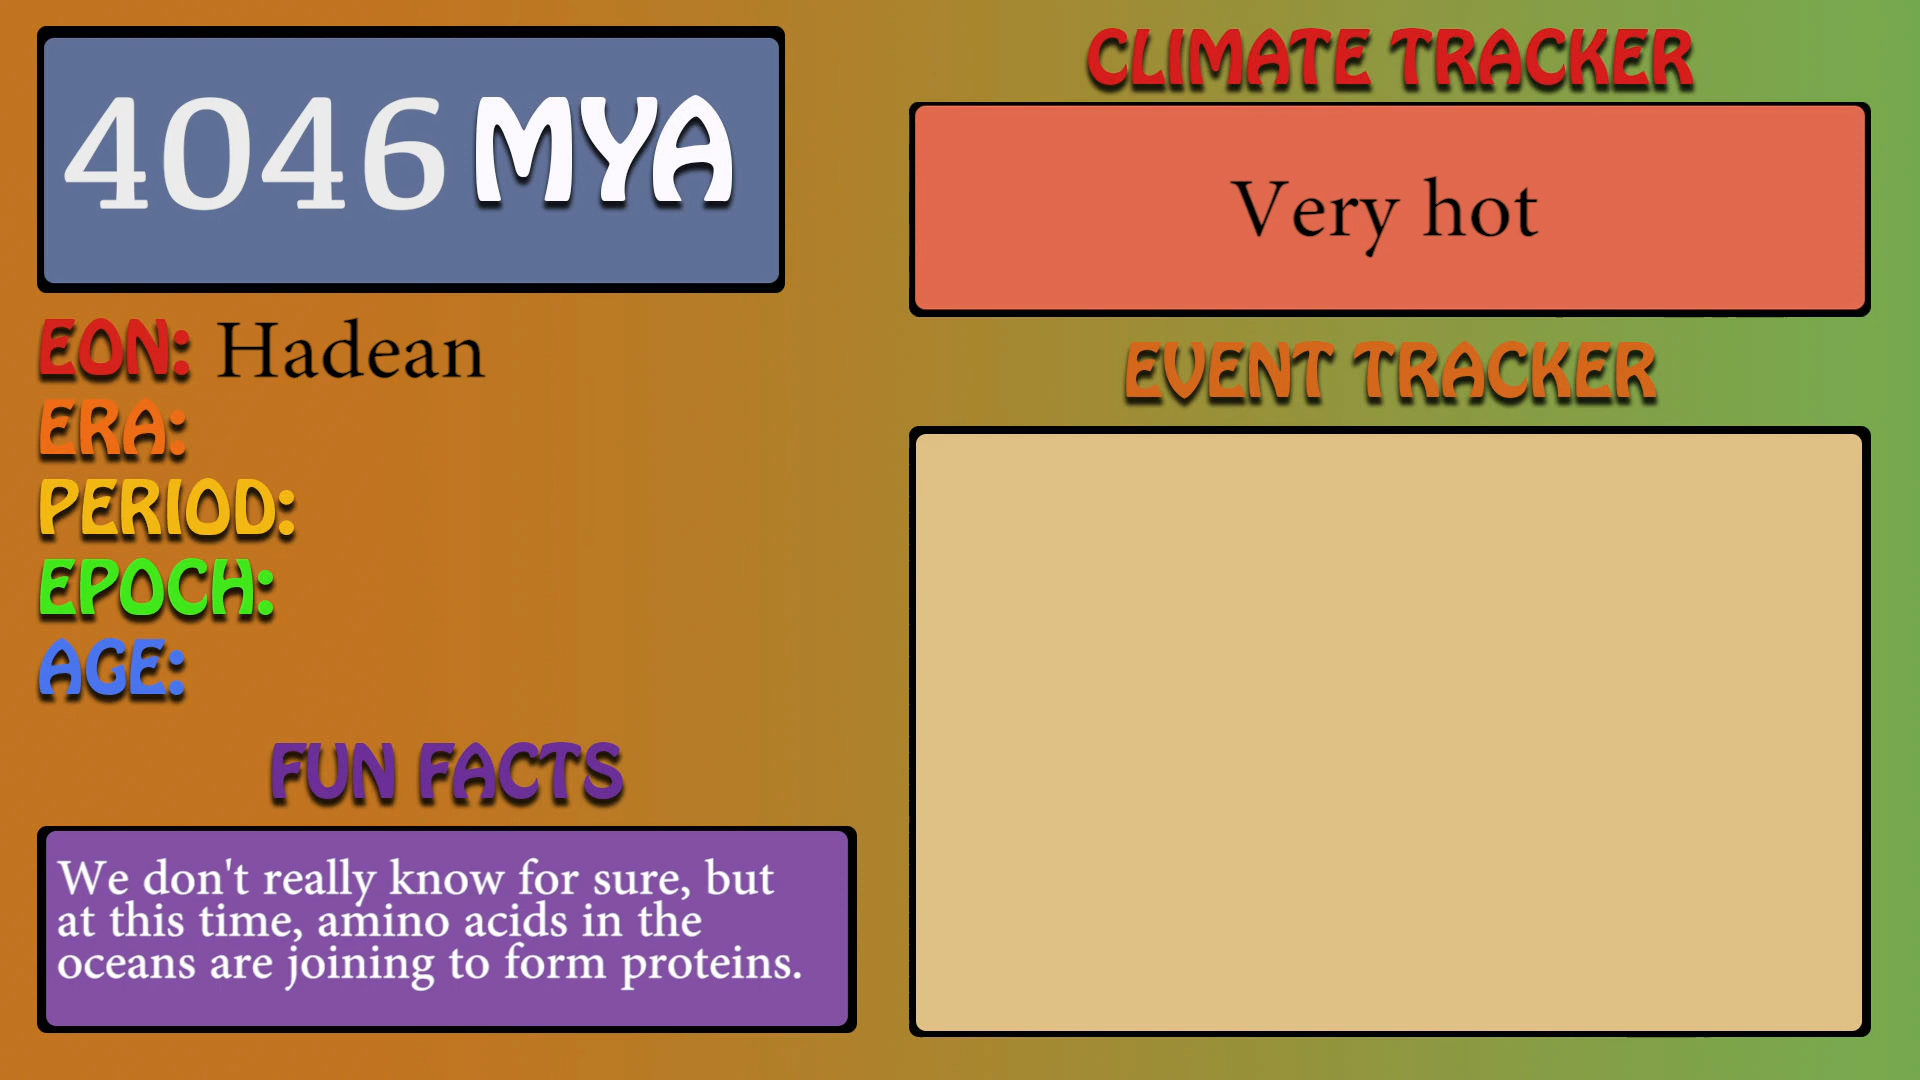 4046 MYA
EON: Hadean
ERA:
PERIOD:
EPOCH:
AGE:
FUN FACTS
We don't really know for sure, but
at this time, amino acids in the
oceans are joining to form proteins.
CLIMATE TRACKER
Very hot
EVENT TRACKER